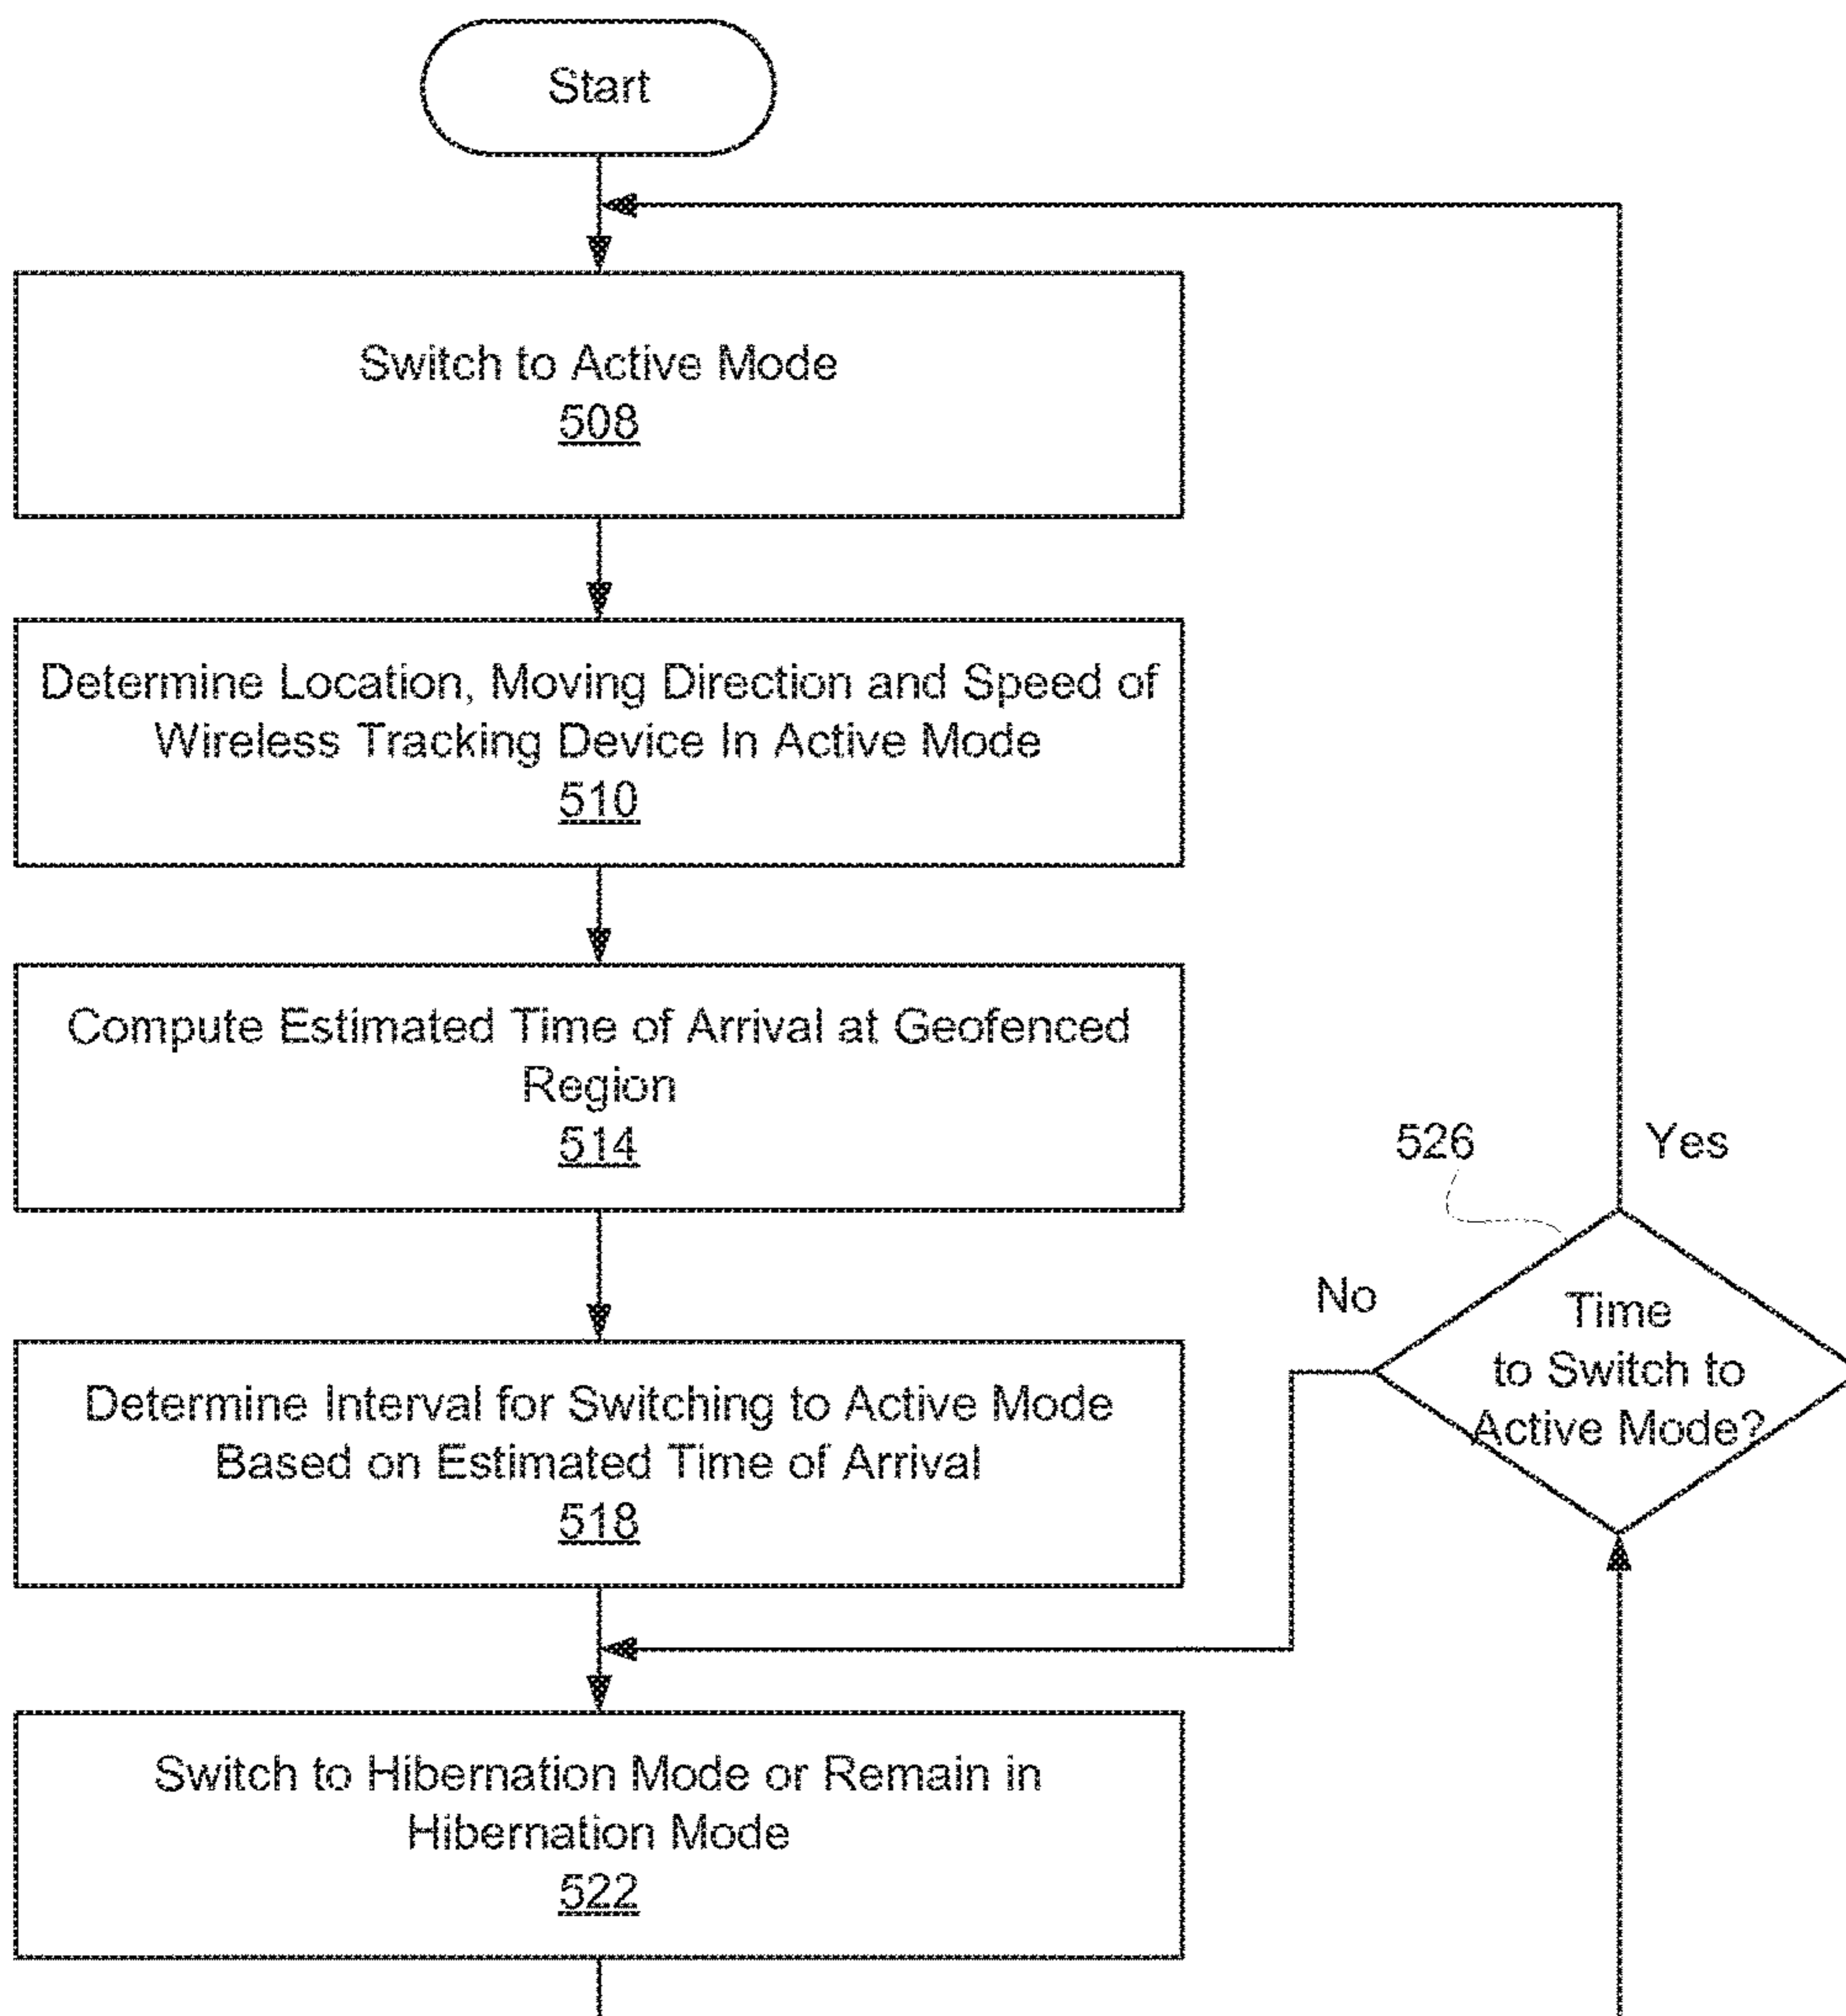 Start
Switch to Active Mode
508
Determine Location, Moving Direction and Speed of
Wireless Tracking Device In Active Mode
510
Compute Estimated Time of Arrival at Geofenced
Region
514
526
Yes
No
Time
to Switch to
Active Mode?
Determine Interval for Switching to Active Mode
Based on Estimated Time of Arrival
518
Switch to Hibernation Mode or Remain in
Hibernation Mode
522